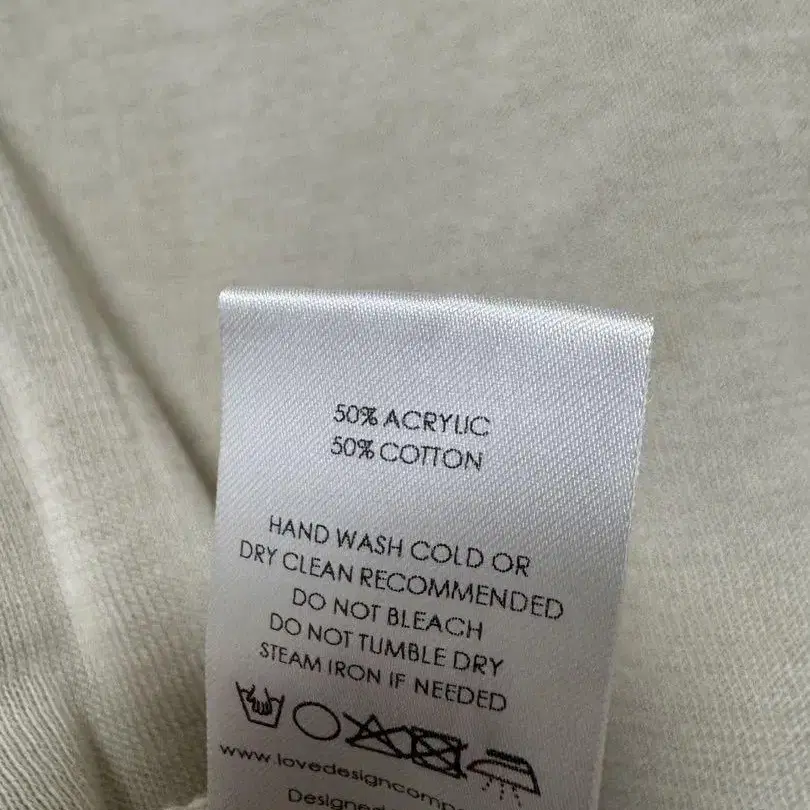 50% ACRYLIC
50% COTTON
HAND WASH COLD OR
DRY CLEAN RECOMMENDED
DO NOT BLEACH
DO NOT TUMBLE DRY
STEAM IRON IF NEEDED
www.lovedesigncomp
Designed